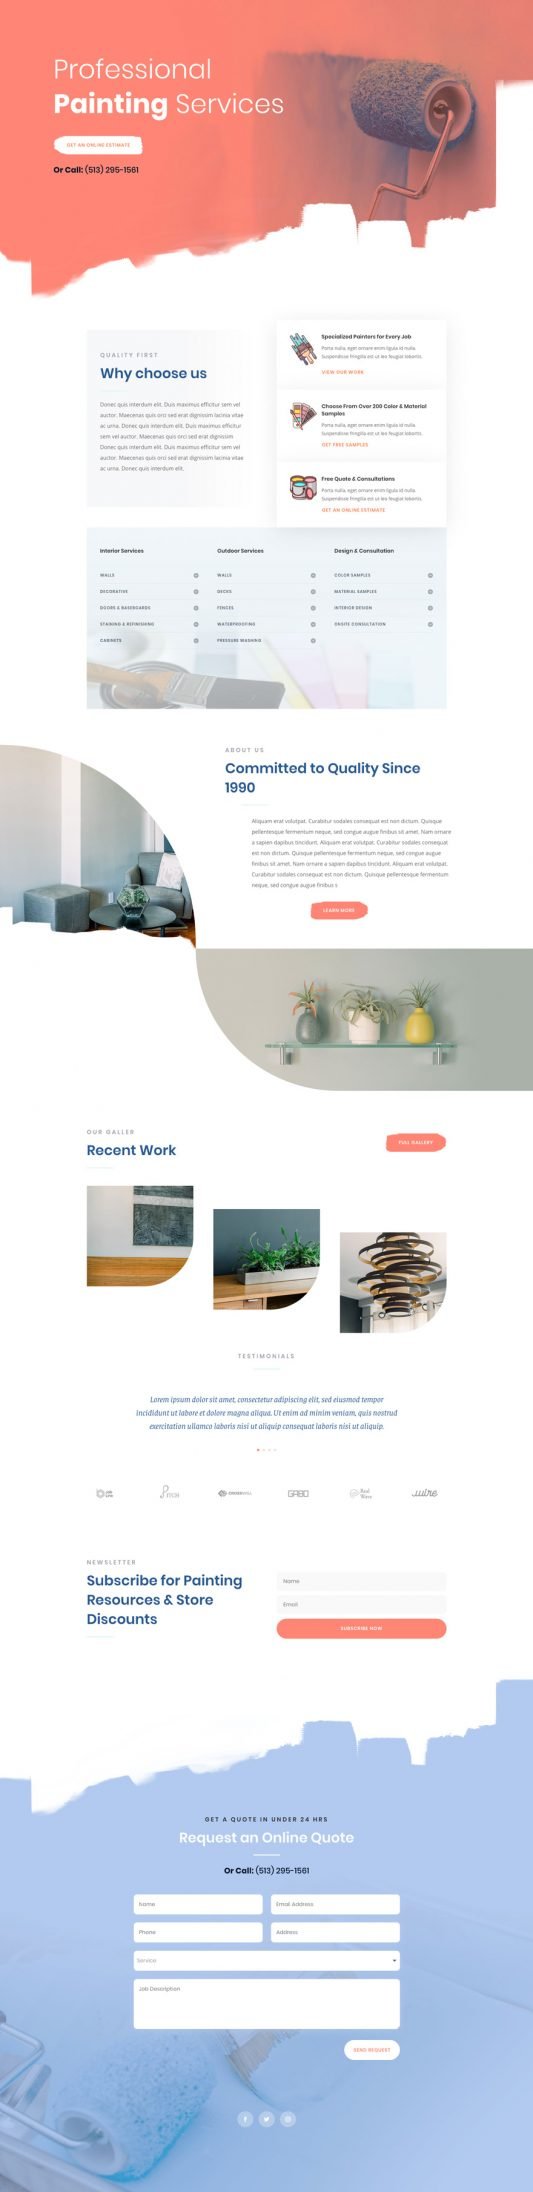 Professional
Painting Services
GET AN ONLINE ESTIMATE
Or Call: (513) 295-1561
QUALITY FIRST
Why choose us
Donec quis interdum elit. Duis maximus efficitur sem vel
auctor. Maecenas quis orci sed erat dignissim lacinia vitae
ac urna. Donec quis interdum elit. Duis maximus efficitur
sem vel auctor. Maecenas quis orci sed erat dignissim
Donec quis interdum elit. Duis maximus efficitur sem vel
auctor. Maecenas quis orci sed erat dignissim lacinia vitae
ac urna. Donec quis interdum elit.
Specialized Painters for Every Job
Porta nulla, eget ornare enim ligula id nulla.
Suspendisse fringilla est ut leo feugiat lobortis.
VIEW OUR WORK
Choose From Over 200 Color & Material
Samples
Porta nulla, eget ornare enim ligula id nulla.
Suspendisse fringilla est ut leo feugiat lobortis.
GET FREE SAMPLES
Free Quote & Consultations
Porta nulla, eget ornare enim ligula id nulla.
Suspendisse fringilla est ut leo feugiat lobortis.
GET AN ONLINE ESTIMATE
Interior Services
WALLS
DECORATIVE
DOORS & BASEBOARDS
STAINING & REFINISHING
CABINETS
Outdoor Services
WALLS
DECKS
FENCES
WATERPROOFING
PRESSURE WASHING
Design & Consultation
COLOR SAMPLES
MATERIAL SAMPLES
INTERIOR DESIGN
ONSITE CONSULTATION
ABOUT US
Committed to Quality Since
1990
Aliquam erat volutpat. Curabitur sodales consequat est non dictum. Quisque
pellentesque fermentum neque, sed congue augue finibus sit amet. Nam ornare
a sapien dapibus tincidunt. Aliquam erat volutpat. Curabitur sodales consequat
est non dictum. Quisque pellentesque fermentum neque, sed congue augue
finibus sit amet. Nam ornare a sapien dapibus tincidunt. Aliquam erat volutpat.
Curabitur sodales consequat est non dictum. Quisque pellentesque fermentum
neque, sed congue augue finibus s
LEARN MORE
OUR GALLER
Recent Work
FULL GALLERY
TESTIMONIALS
Lorem ipsum dolor sit amet, consectetur adipiscing elit, sed eiusmod tempor
incididunt ut labore et dolore magna aliqua. Ut enim ad minim veniam, quis nostrud
exercitation ullamco laboris nisi ut aliquip consequat laboris nisi ut aliquip.
PITCH
CROSSWELL
GABO
Real
Wave
wire
NEWSLETTER
Subscribe for Painting
Resources & Store
Discounts
Name
Email
SUBSCRIBE NOW
GET A QUOTE IN UNDER 24 HRS
Request an Online Quote
Or Call: (513) 295-1561
Name
Email Address
Phone
Address
Service
Job Description
SEND REQUEST